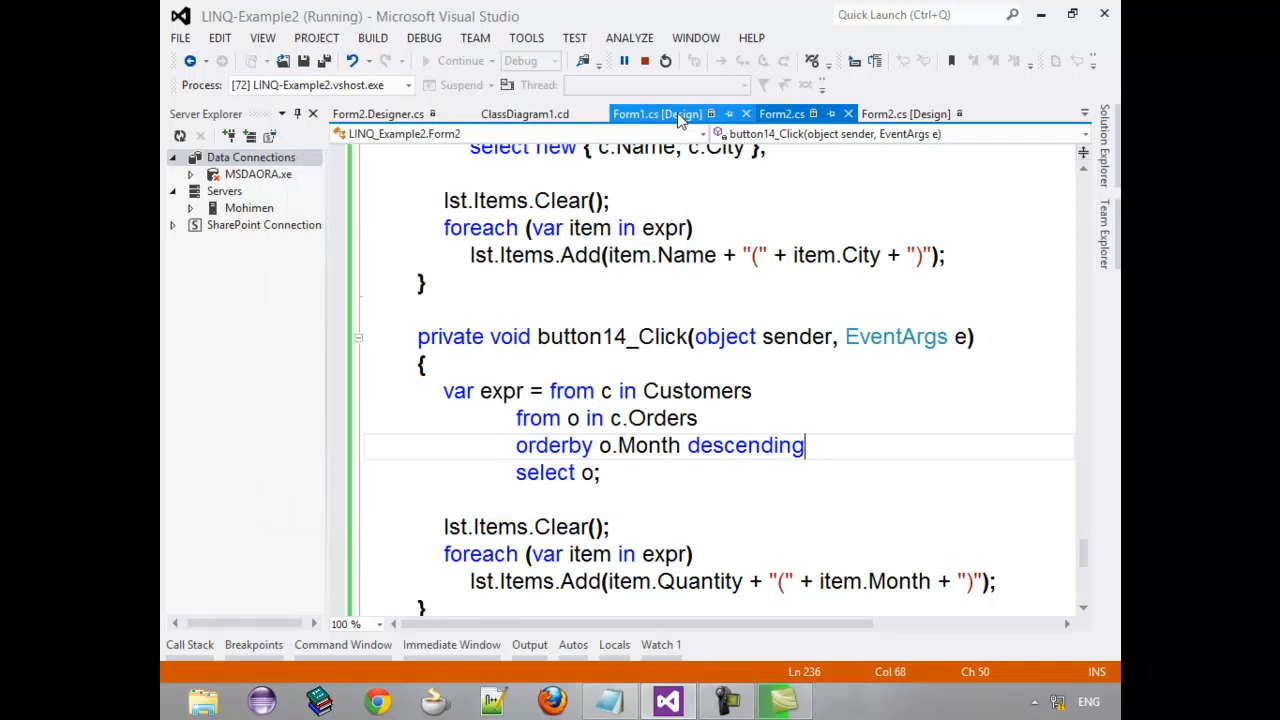 LINQ-Example2 (Running) - Microsoft Visual Studio
Quick Launch (Ctrl+Q)
FILE EDIT VIEW PROJECT BUILD DEBUG TEAM TOOLS TEST ANALYZE WINDOW HELP
Continue Debug
Process: [72] LINQ-Example2.vshost.exe Suspend Thread:
Server Explorer
Form2.Designer.cs ClassDiagram1.cd Form1.cs [Design] Form2.cs Form2.cs [Design]
LINQ_Example2.Form2 button14_Click(object sender, EventArgs e)
Data Connections
MSDAORA.xe
Servers
Mohimen
SharePoint Connection
select new { c.Name, c.City };
lst.Items.Clear();
foreach (var item in expr)
lst.Items.Add(item.Name + "(" + item.City + ")");
}
private void button14_Click(object sender, EventArgs e)
{
var expr = from c in Customers
from o in c.Orders
orderby o.Month descending
select o;
lst.Items.Clear();
foreach (var item in expr)
lst.Items.Add(item.Quantity + "(" + item.Month + ")");
}
Solution Explorer
Team Explorer
100 %
Call Stack Breakpoints Command Window Immediate Window Output Autos Locals Watch 1
Ln 236 Col 68 Ch 50 INS
ENG